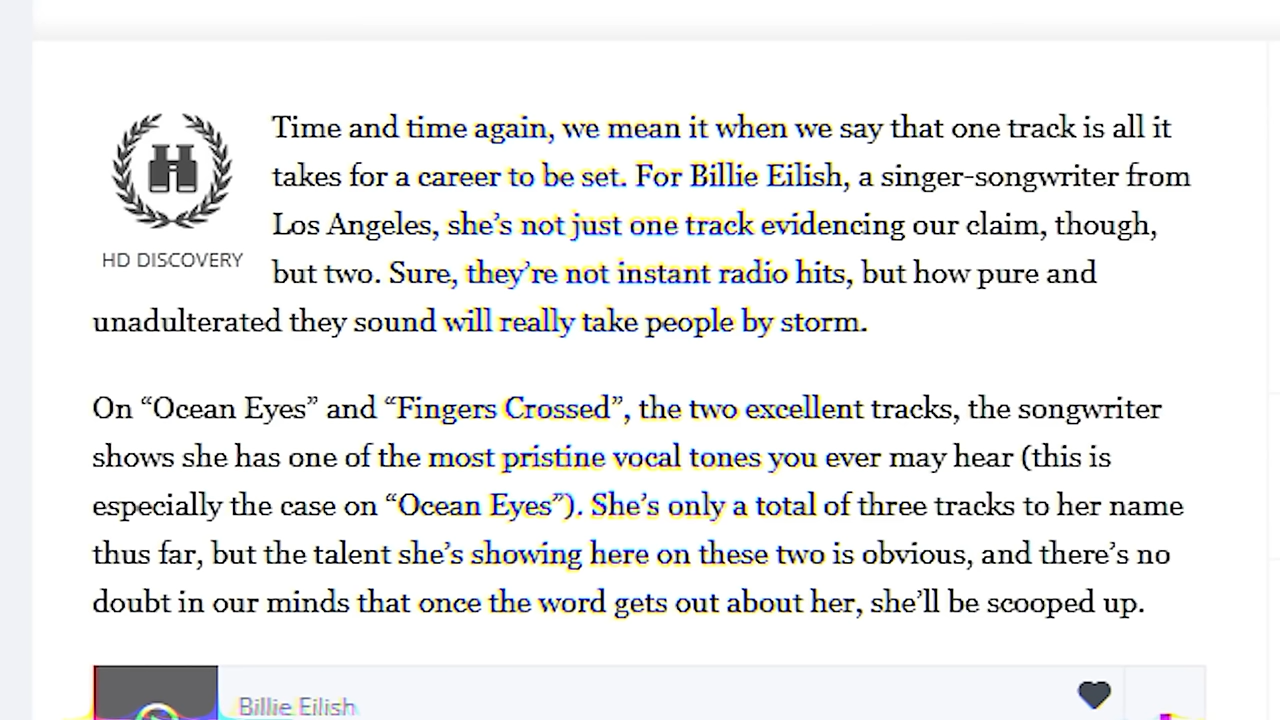 Time and time again, we mean it when we say that one track is all it
takes for a career to be set. For Billie Eilish, a singer-songwriter from
Los Angeles, she’s not just one track evidencing our claim, though,
HD DISCOVERY
but two. Sure, they’re not instant radio hits, but how pure and
unadulterated they sound will really take people by storm.
On “Ocean Eyes” and “Fingers Crossed”, the two excellent tracks, the songwriter
shows she has one of the most pristine vocal tones you ever may hear (this is
especially the case on “Ocean Eyes”). She’s only a total of three tracks to her name
thus far, but the talent she’s showing here on these two is obvious, and there’s no
doubt in our minds that once the word gets out about her, she’ll be scooped up.
Billie Eilish